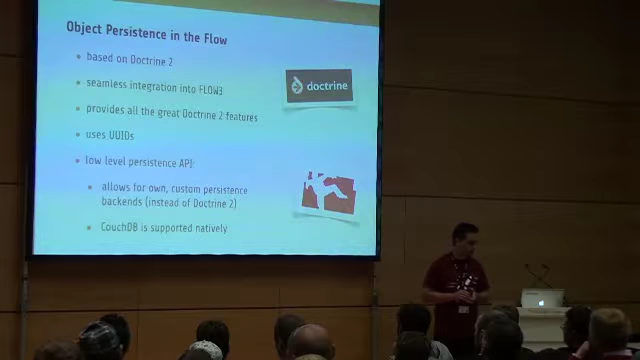 Object Persistence in the Flow
based on Doctrine 2
seamless integration into FLOW3
doctrine
provides all the great Doctrine 2 features
uses UUIDs
low level persistence API:
allows for own, custom persistence
backends (instead of Doctrine 2)
CouchDB is supported natively